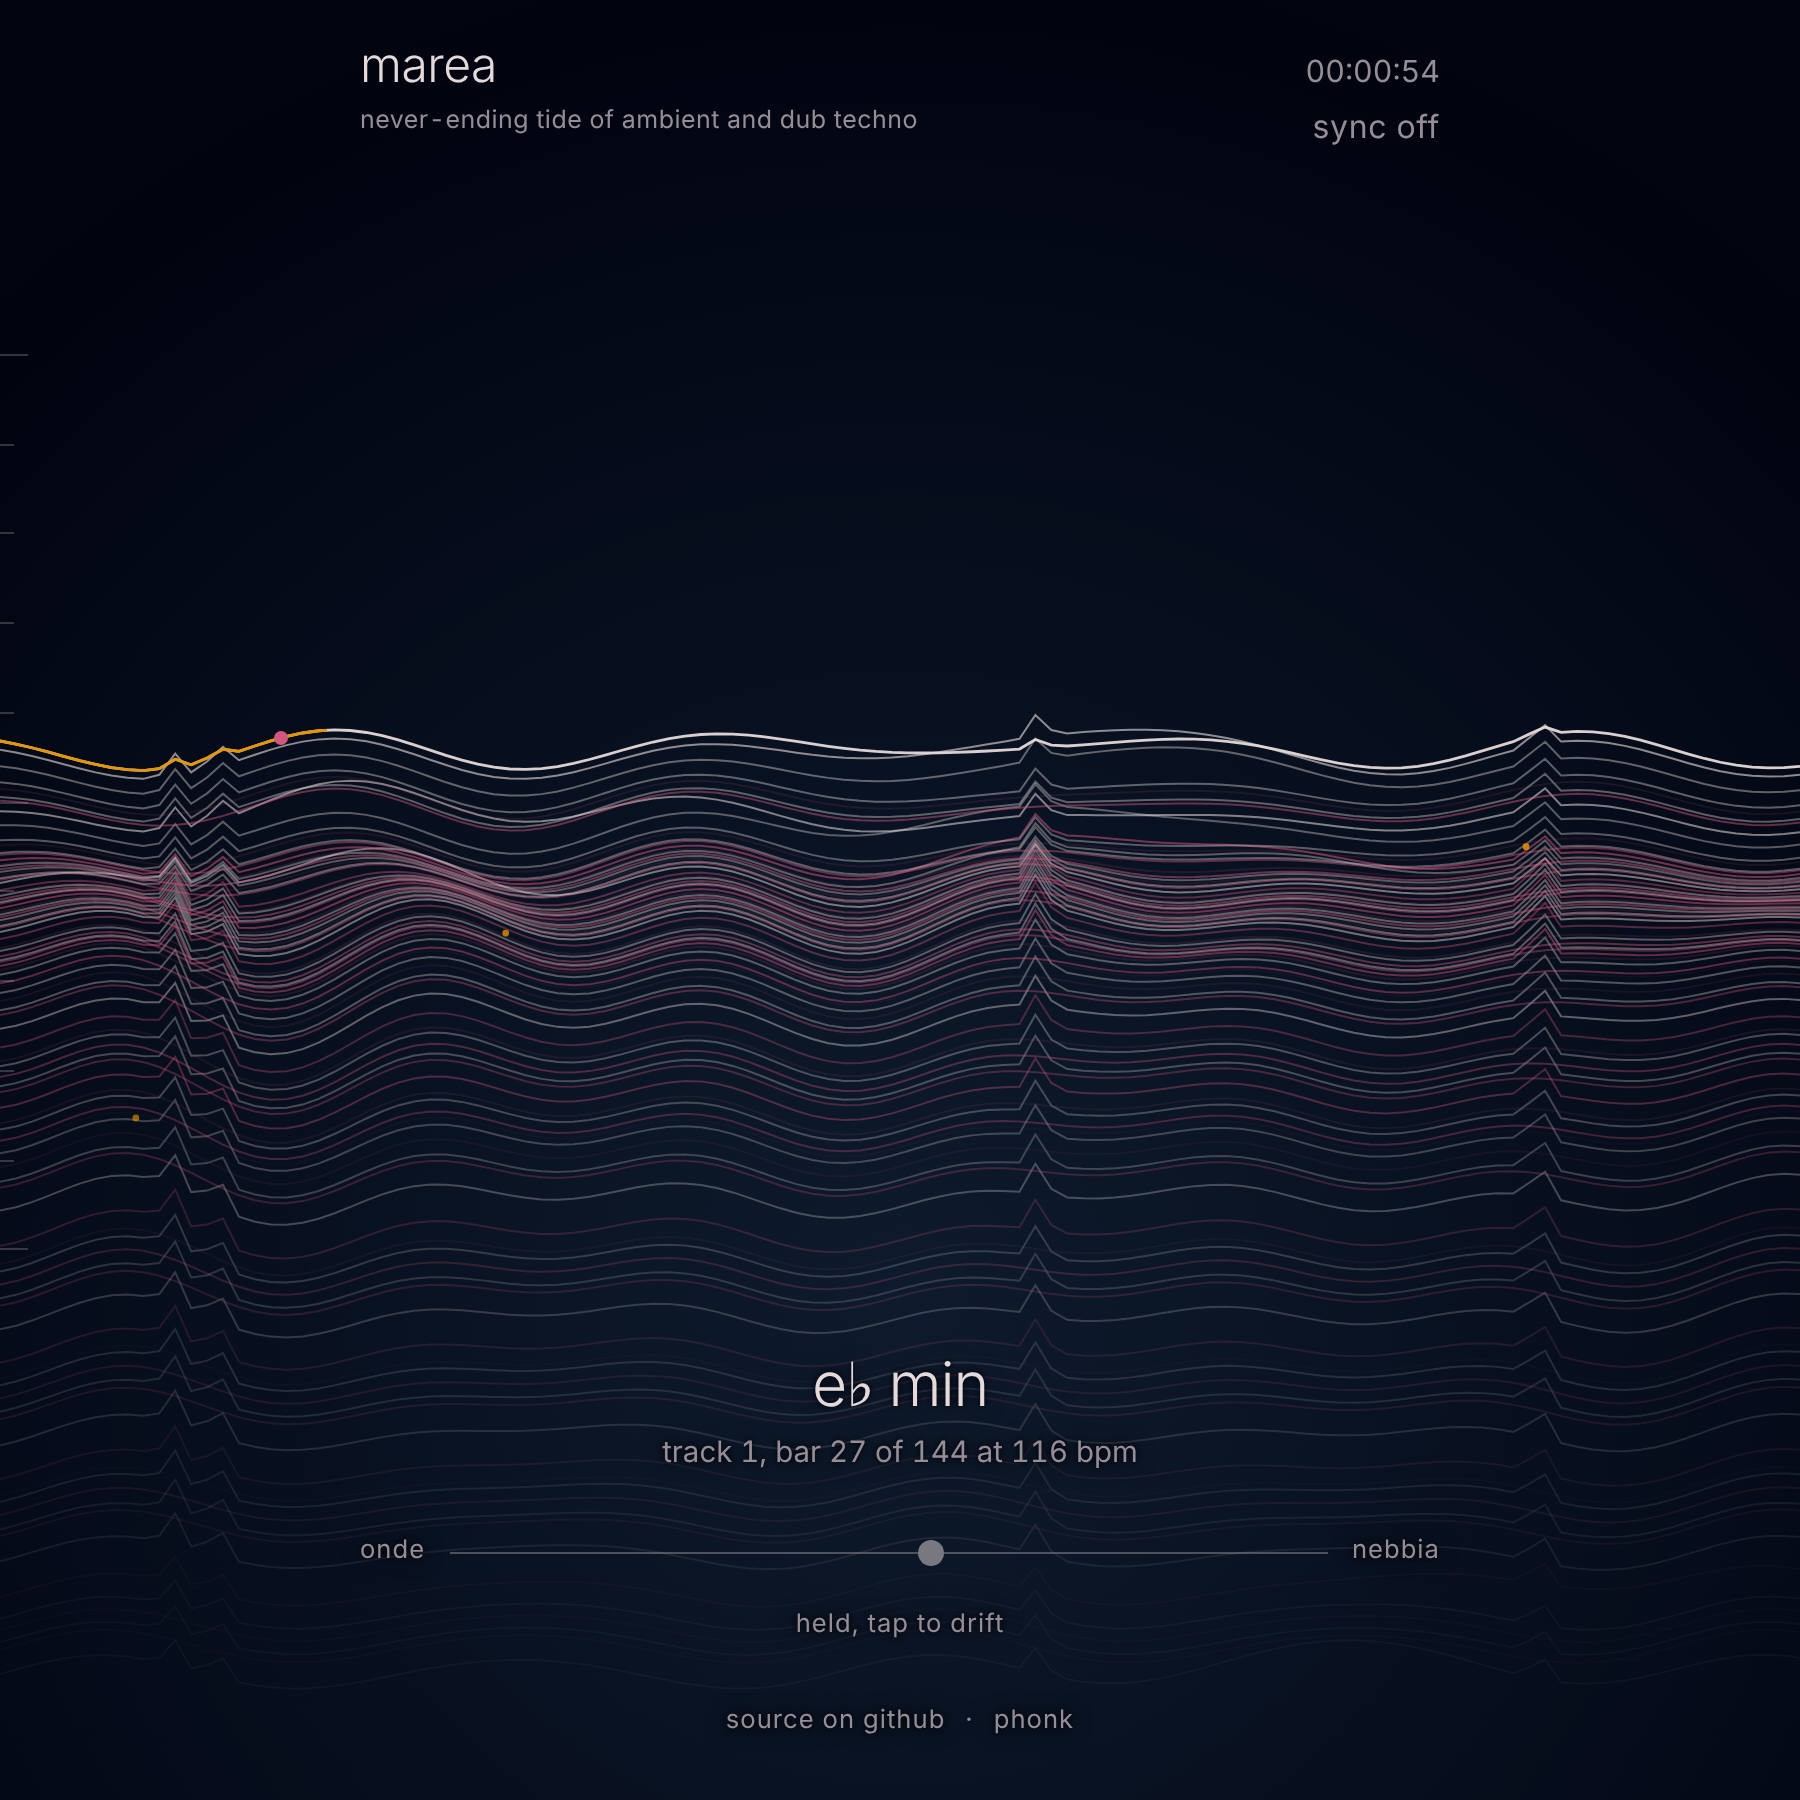 marea
00:00:54
never-ending tide of ambient and dub techno
sync off
e♭ min
track 1, bar 27 of 144 at 116 bpm
onde
nebbia
held, tap to drift
source on github · phonk